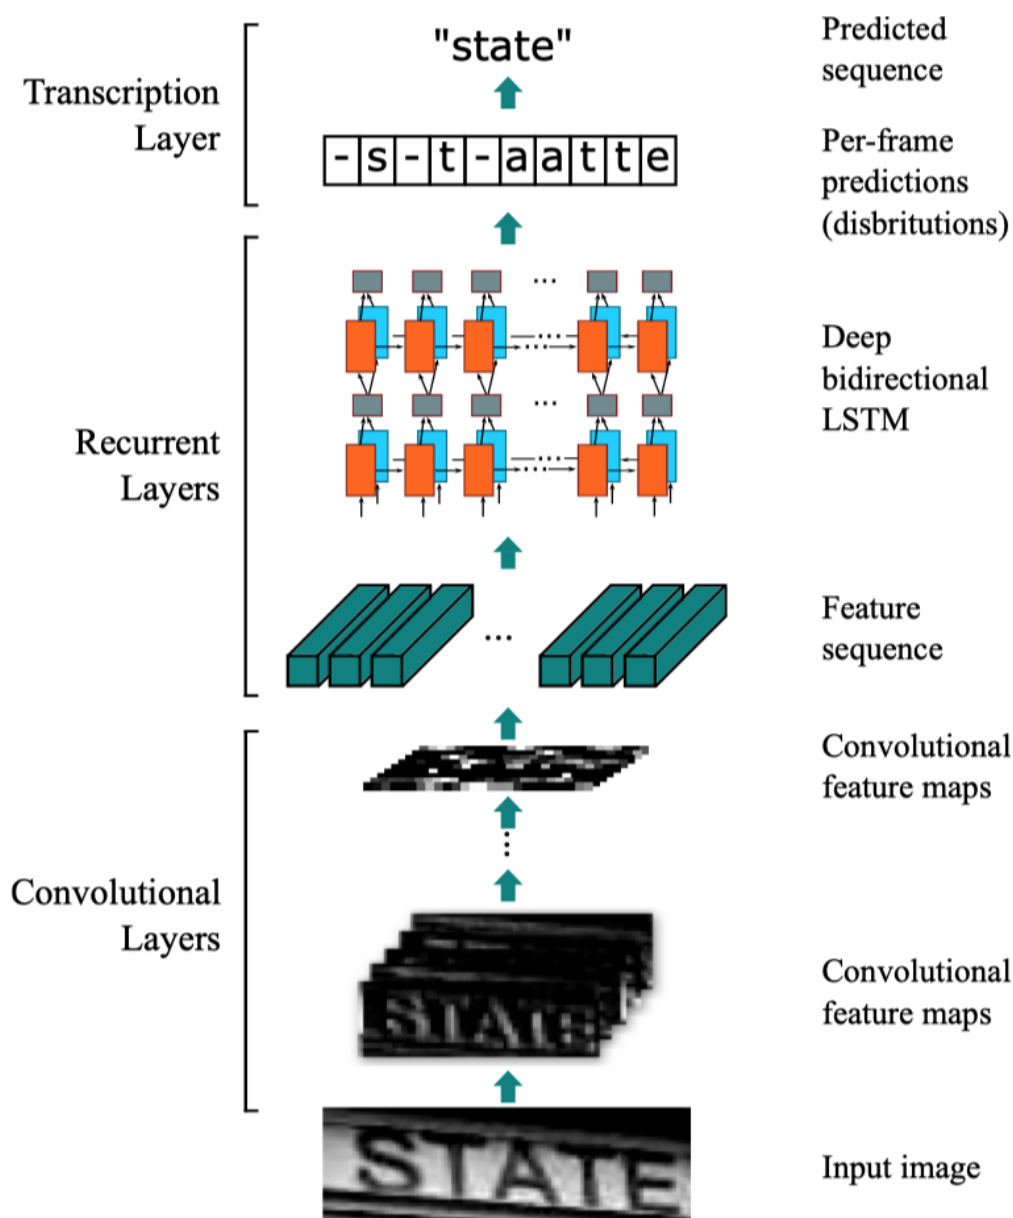 "state"
Predicted
sequence
Transcription
Layer
-s-t-aatte
Per-frame
predictions
(disbritutions)
Recurrent
Layers
Deep
bidirectional
LSTM
Feature
sequence
Convolutional
feature maps
Convolutional
Layers
STATE
Convolutional
feature maps
STATE
Input image